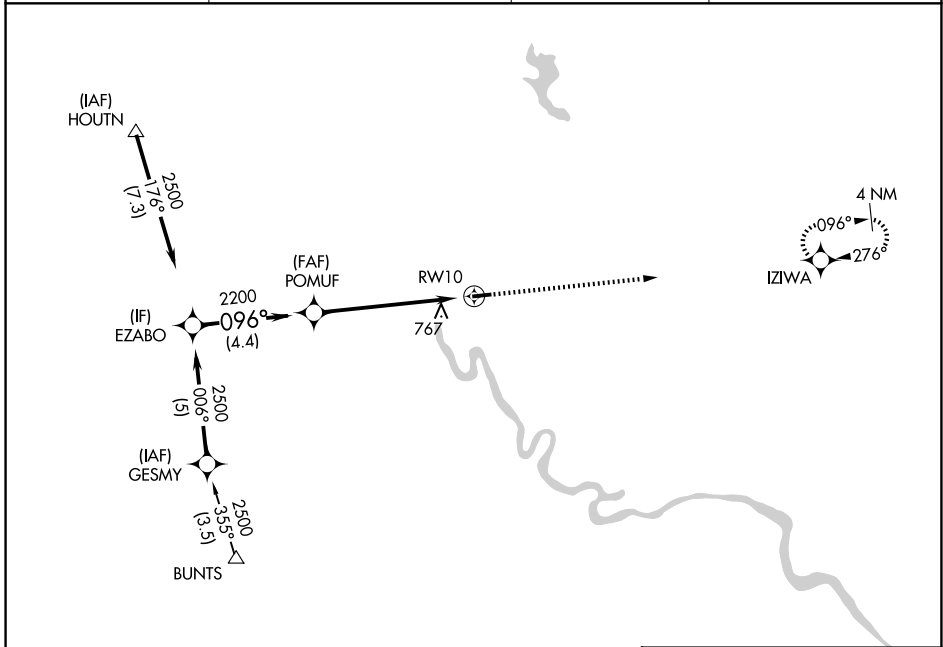 (IAF)
HOUTN
2500
176°
(7.3)
4 NM
096°
276°
IZIWA
(FAF)
POMUF
RW10
767
(IF)
EZABO
2200
096°
(4.4)
2500
006°
(5)
(IAF)
GESMY
2500
355°
(3.5)
BUNTS